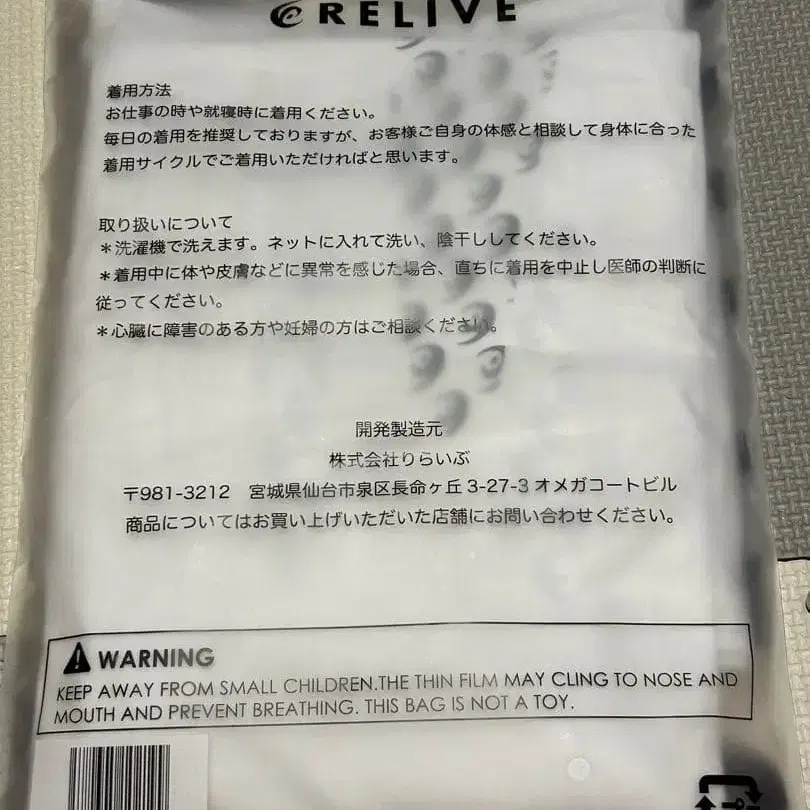 RELIVE
着用方法
お仕事の時や就寝時に着用ください。
毎日の着用を推奨しておりますが、お客様ご自身の体感と相談して身体に合った
着用サイクルでご着用いただければと思います。
取り扱いについて
＊洗濯機で洗えます。ネットに入れて洗い、陰干ししてください。
＊着用中に体や皮膚などに異常を感じた場合、直ちに着用を中止し医師の判断に
従ってください。
＊心臓に障害のある方や妊婦の方はご相談ください。
開発製造元
株式会社りらいぶ
〒981-3212 宮城県仙台市泉区長命ヶ丘3-27-3 オメガコートビル
商品についてはお買い上げいただいた店舗にお問い合わせください。
WARNING
KEEP AWAY FROM SMALL CHILDREN.THE THIN FILM MAY CLING TO NOSE AND
MOUTH AND PREVENT BREATHING. THIS BAG IS NOT A TOY.